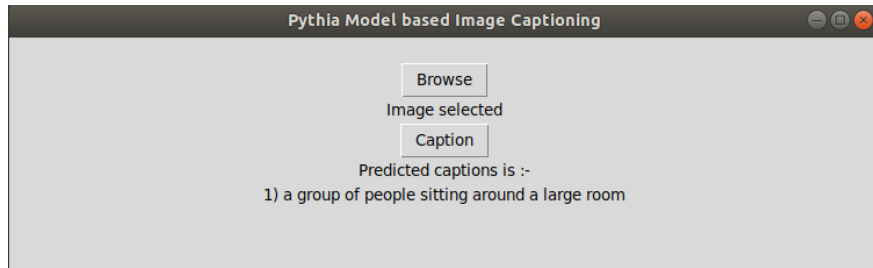 Pythia Model based Image Captioning
Browse
Image selected
Caption
Predicted captions is :-
1) a group of people sitting around a large room